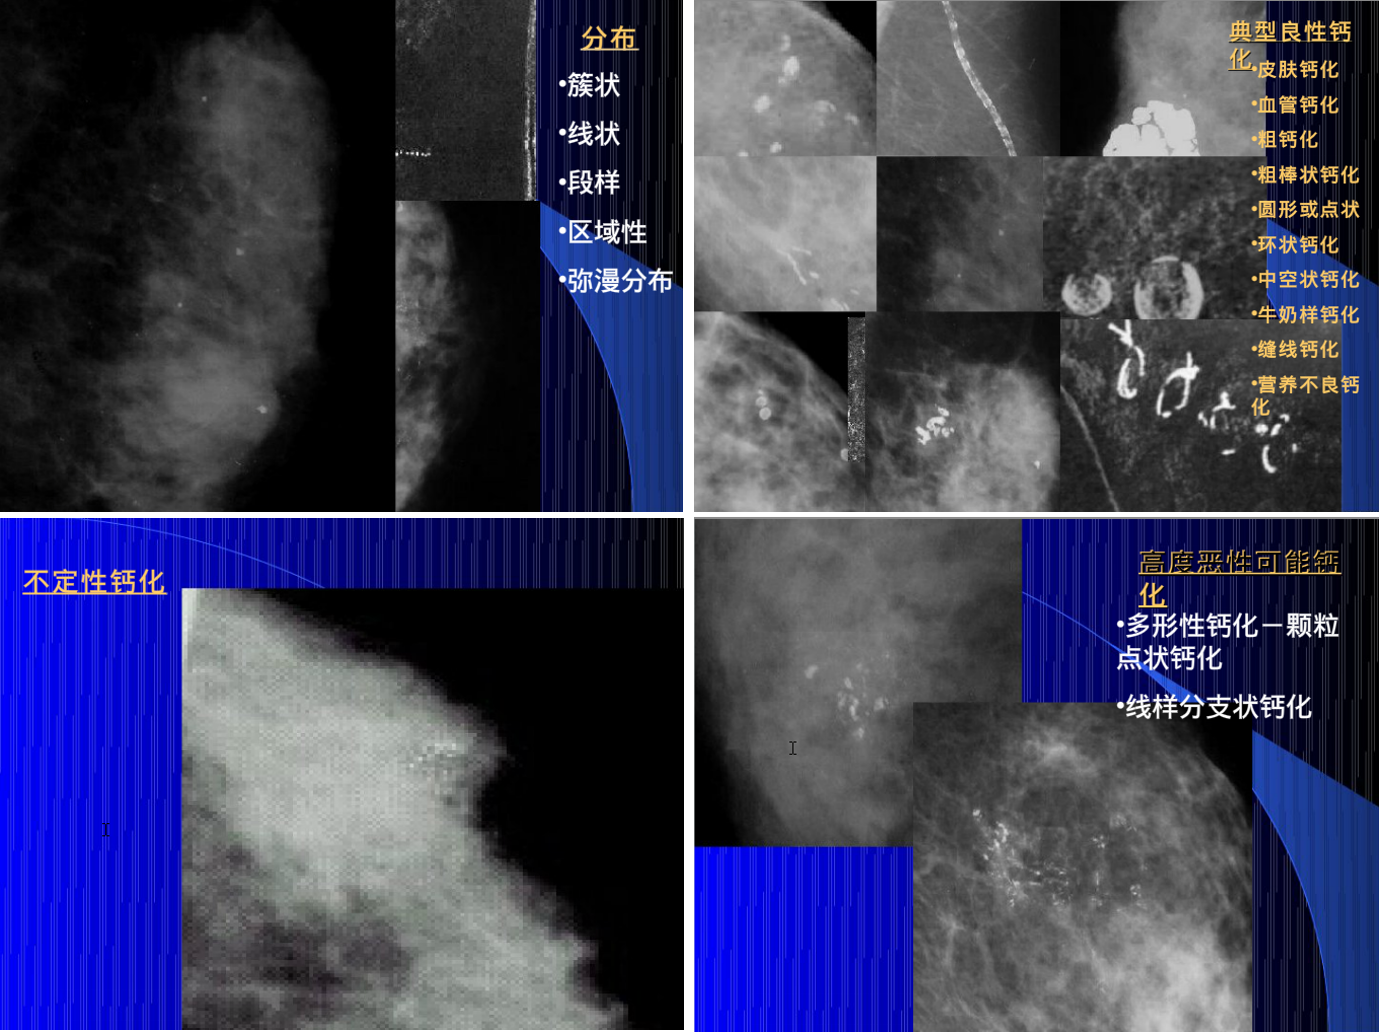 分布
•簇状
•线状
•段样
•区域性
•弥漫分布
典型良性钙
化
•皮肤钙化
•血管钙化
•粗钙化
•粗棒状钙化
•圆形或点状
•环状钙化
•中空状钙化
•牛奶样钙化
•缝线钙化
•营养不良钙
化
不定性钙化
高度恶性可能钙
化
•多形性钙化－颗粒
点状钙化
•线样分支状钙化